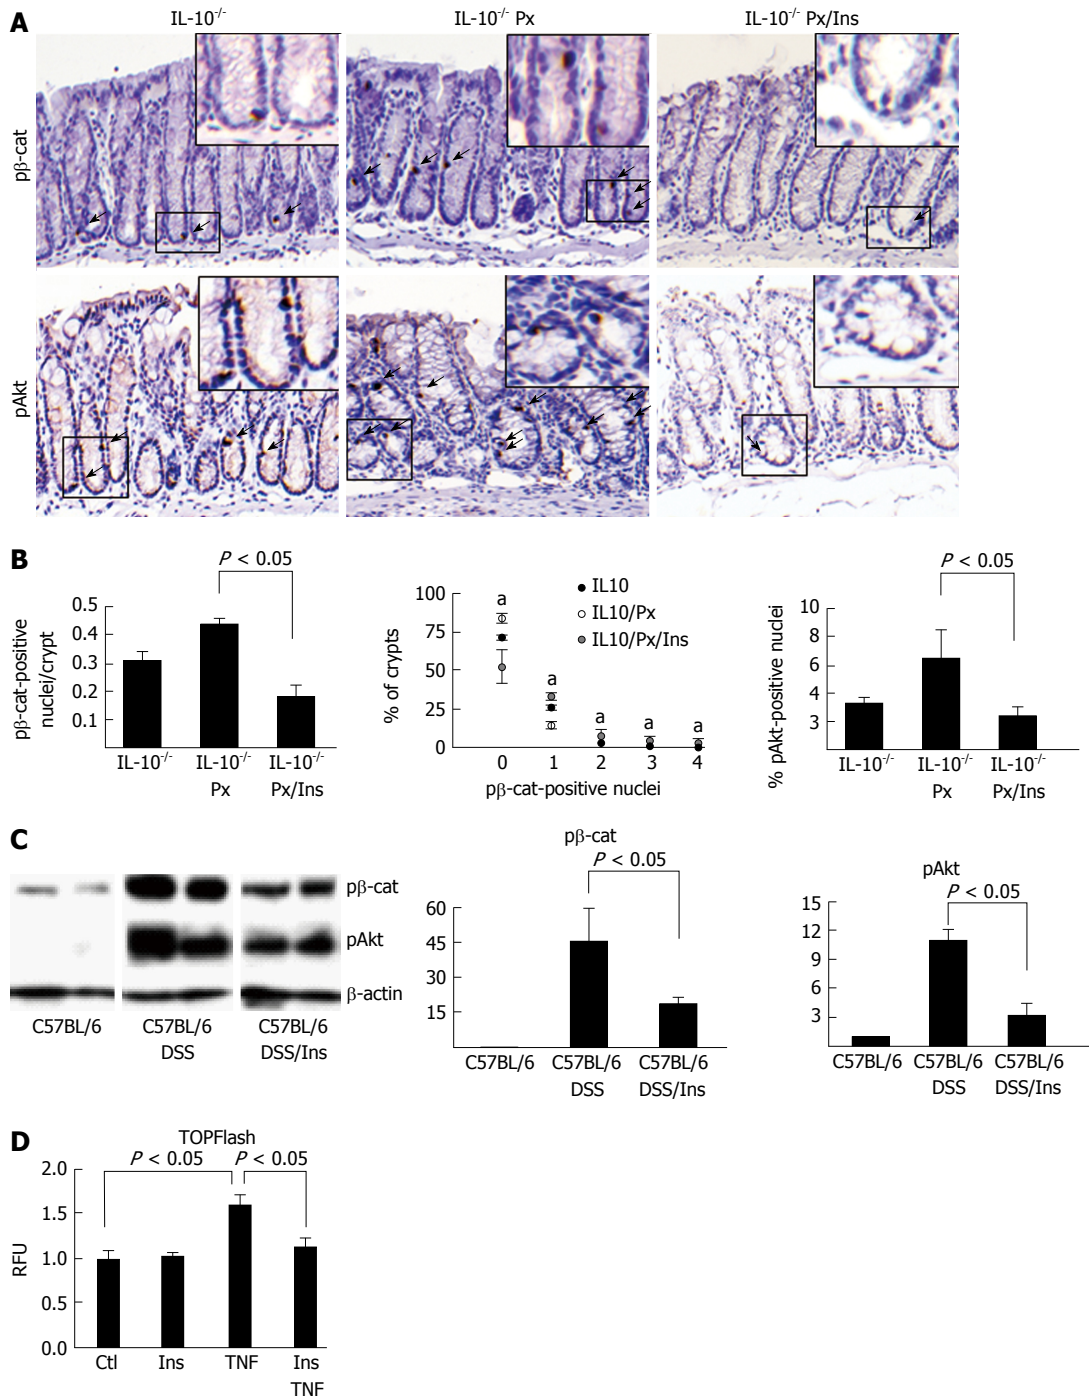 A
IL-10-/-
IL-10-/- Px
IL-10-/- Px/Ins
pβ-cat
pAkt
B
pβ-cat-positive
nuclei/crypt
0.5
0.4
0.3
0.2
0.1
P < 0.05
IL-10-/-
IL-10-/-
Px
IL-10-/-
Px/Ins
% of crypts
100
75
50
25
0
a
a
a
a
a
IL10
IL10/Px
IL10/Px/Ins
0 1 2 3 4
pβ-cat-positive nuclei
% pAkt-positive nuclei
10
8
6
5
3
P < 0.05
IL-10-/-
IL-10-/-
Px
IL-10-/-
Px/Ins
C
pβ-cat
pAkt
β-actin
C57BL/6
C57BL/6
DSS
C57BL/6
DSS/Ins
pβ-cat
P < 0.05
60
45
30
15
C57BL/6
C57BL/6
DSS
C57BL/6
DSS/Ins
pAkt
P < 0.05
15
12
9
6
3
C57BL/6
C57BL/6
DSS
C57BL/6
DSS/Ins
D
TOPFlash
P < 0.05
P < 0.05
RFU
2.0
1.5
1.0
0.5
0.0
Ctl
Ins
TNF
Ins
TNF